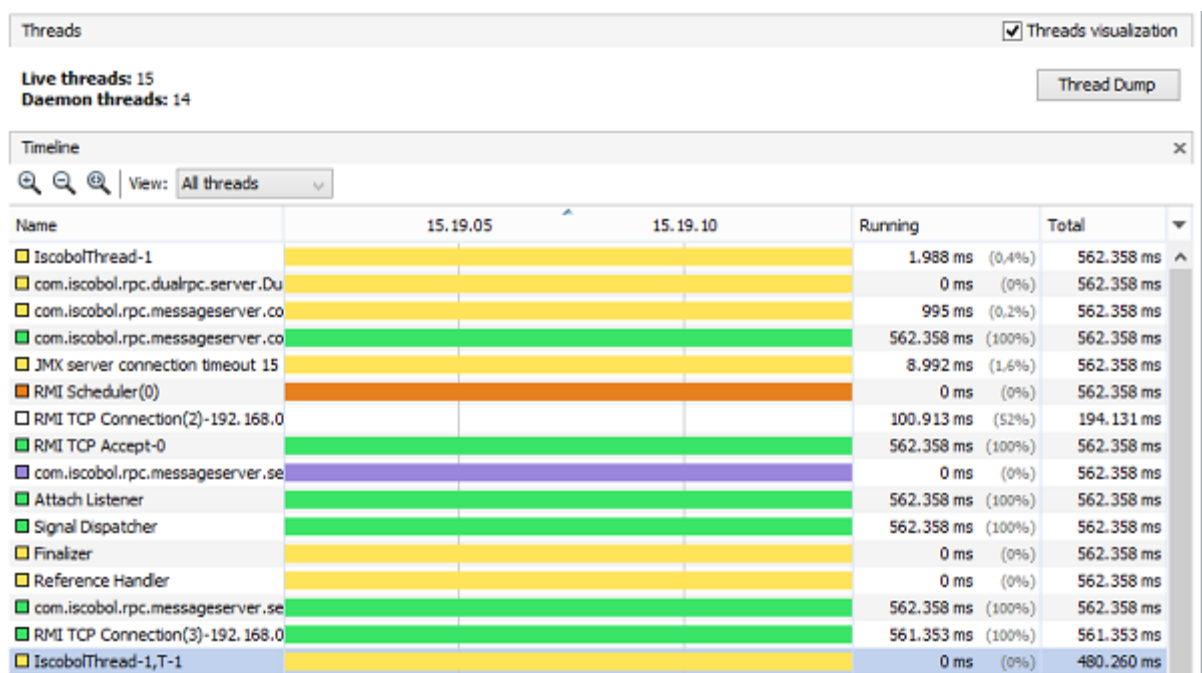 Threads
Threads visualization
Live threads: 15
Daemon threads: 14
Thread Dump
Timeline
View: All threads
Name 15.19.05 15.19.10 Running Total
IscobolThread-1 1.988 ms (0,4%) 562.358 ms
com.iscobol.rpc.dualrpc.server.Du 0 ms (0%) 562.358 ms
com.iscobol.rpc.messageserver.co 995 ms (0,2%) 562.358 ms
com.iscobol.rpc.messageserver.co 562.358 ms (100%) 562.358 ms
JMX server connection timeout 15 8.992 ms (1,6%) 562.358 ms
RMI Scheduler(0) 0 ms (0%) 562.358 ms
RMI TCP Connection(2)-192.168.0 100.913 ms (52%) 194.131 ms
RMI TCP Accept-0 562.358 ms (100%) 562.358 ms
com.iscobol.rpc.messageserver.se 0 ms (0%) 562.358 ms
Attach Listener 562.358 ms (100%) 562.358 ms
Signal Dispatcher 562.358 ms (100%) 562.358 ms
Finalizer 0 ms (0%) 562.358 ms
Reference Handler 0 ms (0%) 562.358 ms
com.iscobol.rpc.messageserver.se 562.358 ms (100%) 562.358 ms
RMI TCP Connection(3)-192.168.0 561.353 ms (100%) 561.353 ms
IscobolThread-1,T-1 0 ms (0%) 480.260 ms